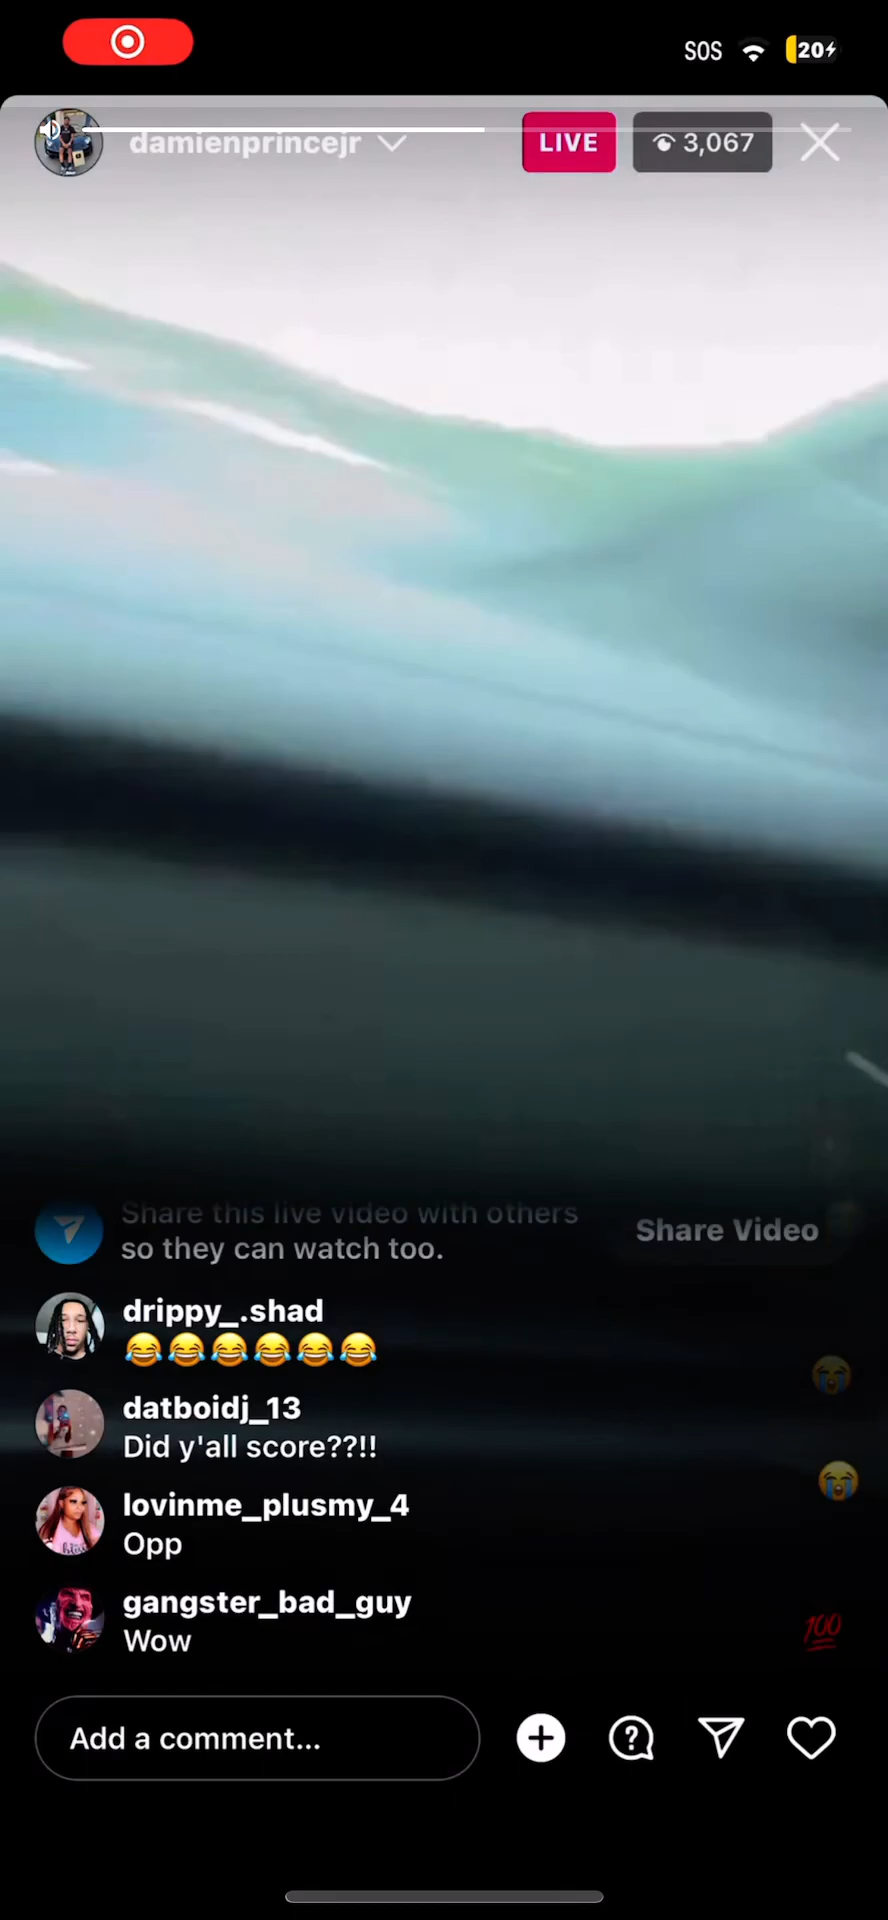 SOS
20
damienprincejr
LIVE
3,067
Share this live video with others
so they can watch too.
Share Video
drippy_.shad
😂😂😂😂😂😂
datboidj_13
Did y'all score??!!
lovinme_plusmy_4
Opp
gangster_bad_guy
Wow
💯
Add a comment...